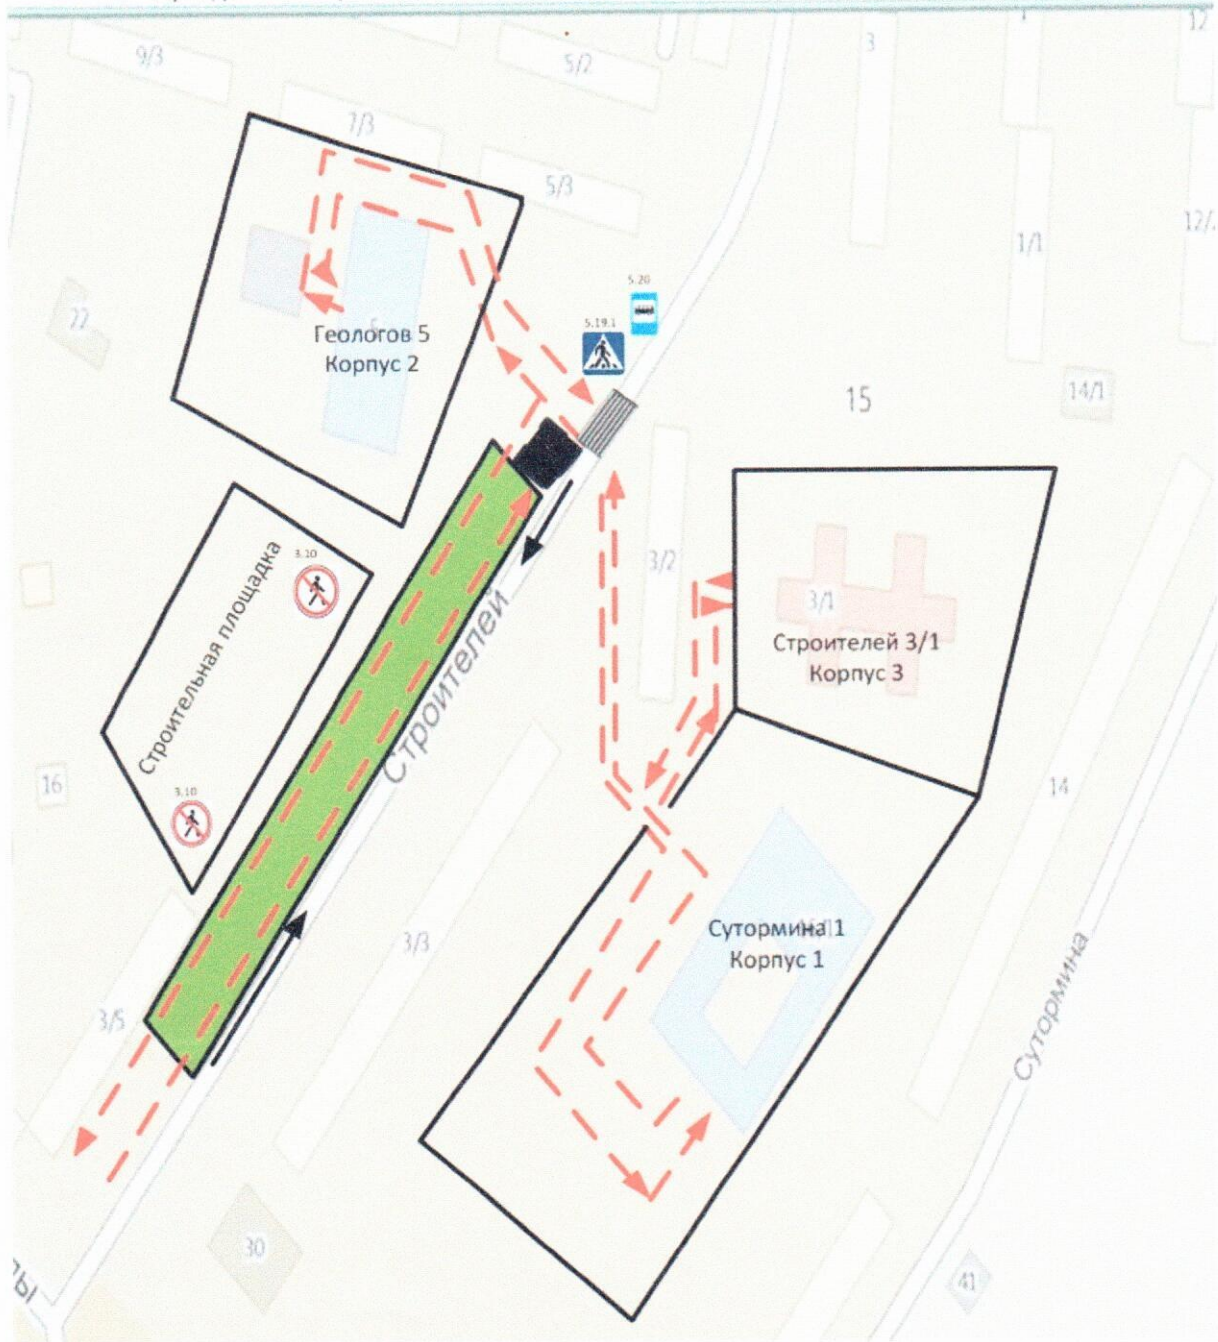 12
9/3
5/2
3
7/3
5/3
12/
1/1
5.20
22
5.19.1
Геологов 5
Корпус 2
15
14/1
Строительная площадка
3.10
3.10
3/2
3/1
Строителей 3/1
Корпус 3
Строителей
16
14
3/3
Сутормина 1
Корпус 1
3/5
Сутормина
30
41